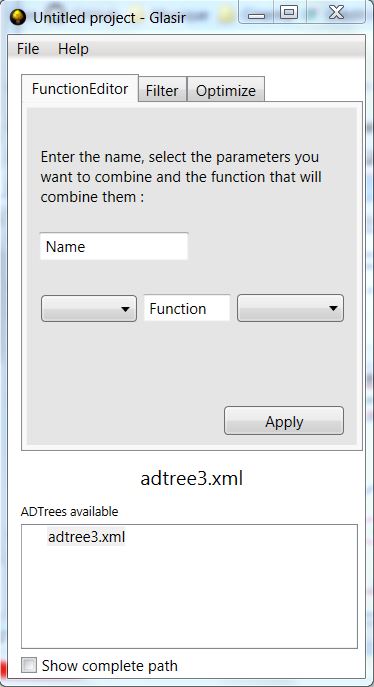 Untitled project - Glasir
File Help
FunctionEditor Filter Optimize
Enter the name, select the parameters you
want to combine and the function that will
combine them :
Name
Function
Apply
adtree3.xml
ADTrees available
adtree3.xml
Show complete path